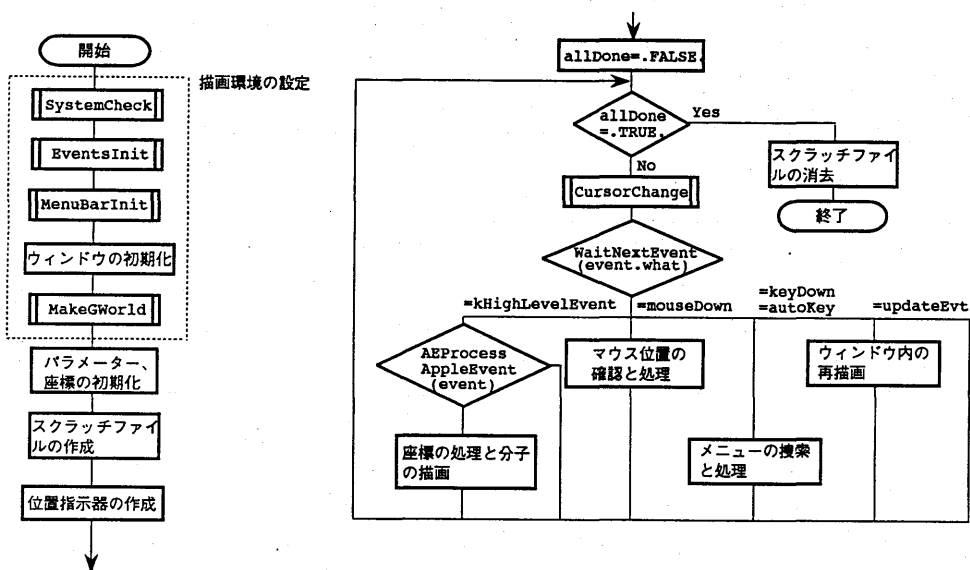 開始
描画環境の設定
SystemCheck
EventsInit
MenuBarInit
ウィンドウの初期化
MakeGWorld
パラメーター、
座標の初期化
スクラッチファイ
ルの作成
位置指示器の作成
allDone=.FALSE.
allDone
=.TRUE.
Yes
No
スクラッチファイ
ルの消去
終了
CursorChange
WaitNextEvent
(event.what)
=kHighLevelEvent
=mouseDown
=keyDown
=autoKey
=updateEvt
AEProcess
AppleEvent
(event)
マウス位置の
確認と処理
ウィンドウ内の
再描画
座標の処理と分子
の描画
メニューの捜索
と処理